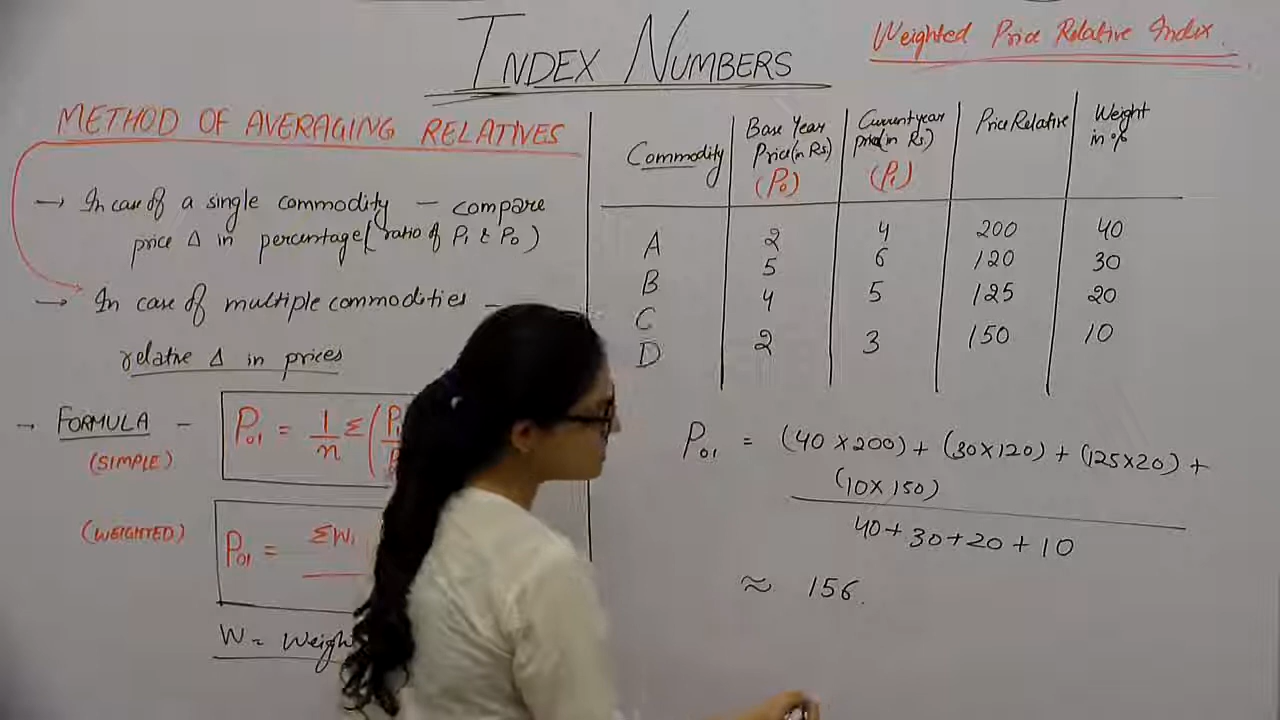 INDEX NUMBERS
Weighted Price Relative Index.
METHOD OF AVERAGING RELATIVES
→ In case of a single commodity - compare
price Δ in percentage (ratio of P1 & P0)
→ In case of multiple commodities -
relative Δ in prices
→ FORMULA -
(SIMPLE)
P01 = 1/n Σ(P1
(WEIGHTED)
P01 = ΣW1
W = Weigh
Commodity | Base Year Price (in Rs) (P0) | Current year price (in Rs.) (P1) | Price Relative | Weight in %
A 2 4 200 40
B 5 6 120 30
C 4 5 125 20
D 2 3 150 10
P01 = (40 × 200) + (30×120) + (125×20) +
(10× 150)
40 + 30 + 20 + 10
≈ 156.